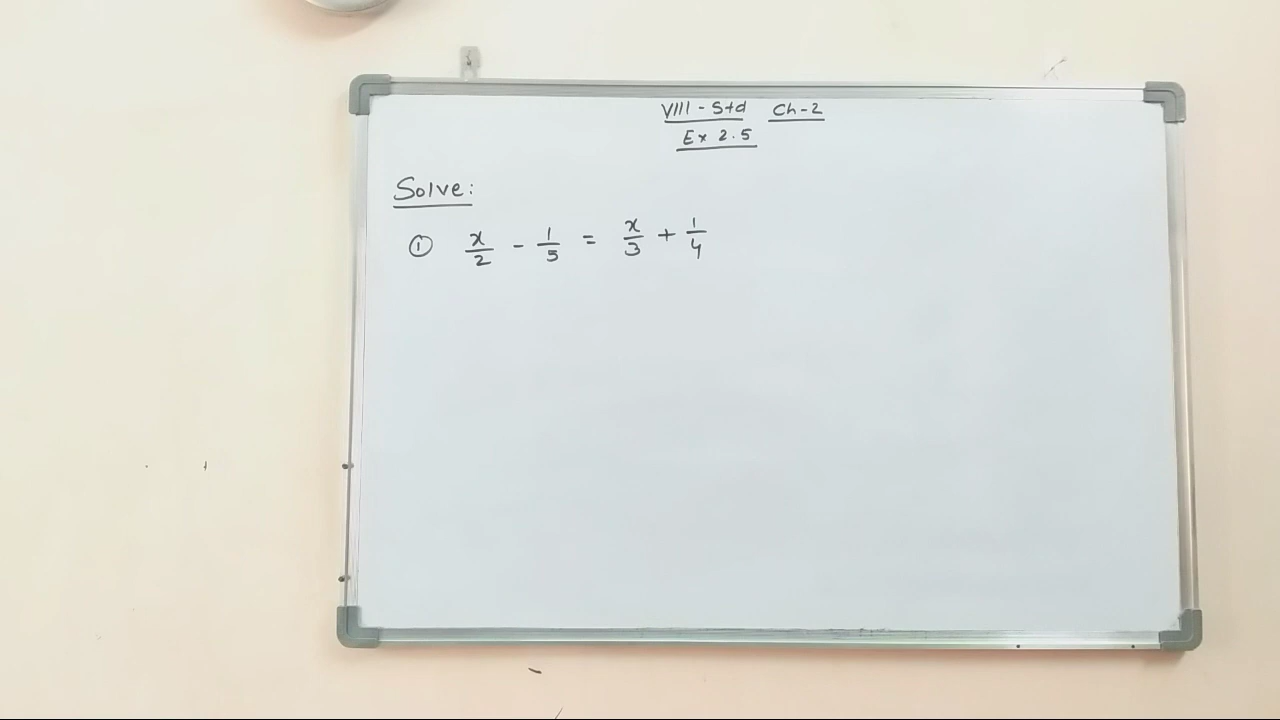 VIII - Std Ch-2
Ex 2.5
Solve:
① x/2 - 1/5 = x/3 + 1/4